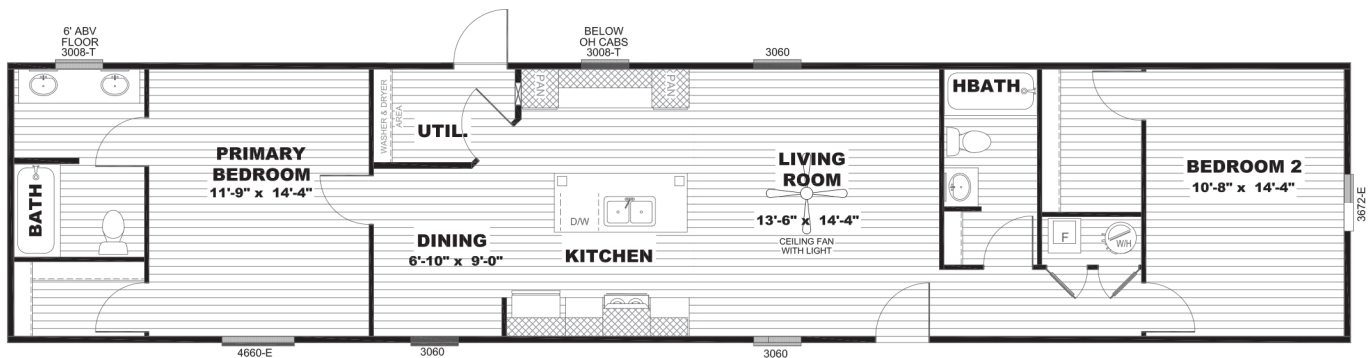 6' ABV
FLOOR
3008-T
BELOW
OH CABS
3008-T
3060
WASHER & DRYER
AREA
UTIL.
PAN
PAN
HBATH
PRIMARY
BEDROOM
11'-9" x 14'-4"
LIVING
ROOM
13'-6" x 14'-4"
CEILING FAN
WITH LIGHT
BEDROOM 2
10'-8" x 14'-4"
3672-E
BATH
D/W
DINING
6'-10" x 9'-0"
KITCHEN
F
W/H
4660-E
3060
3060